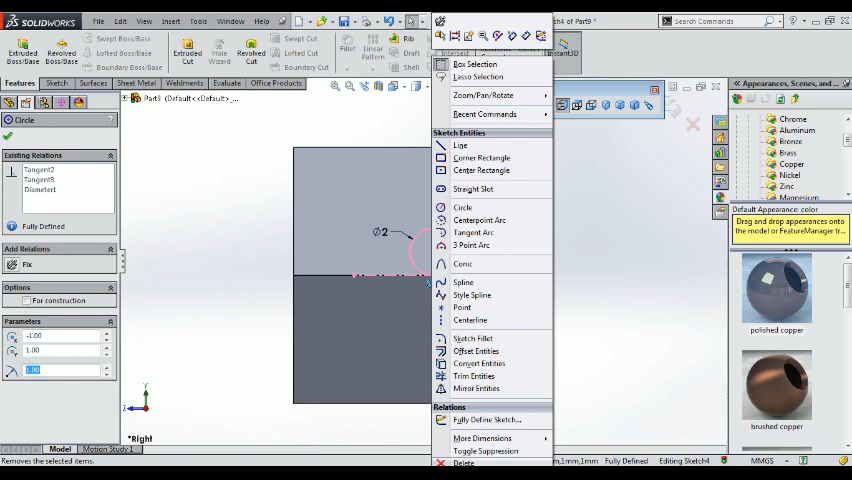 SOLIDWORKS
File Edit View Insert Tools Window Help
ch4 of Part9 *
Search Commands
Extruded Boss/Base
Revolved Boss/Base
Swept Boss/Base
Lofted Boss/Base
Boundary Boss/Base
Extruded Cut
Hole Wizard
Revolved Cut
Swept Cut
Lofted Cut
Boundary Cut
Fillet
Linear Pattern
Rib
Draft
Shell
Intersect
Instant3D
Features Sketch Surfaces Sheet Metal Weldments Evaluate Office Products
Part9 (Default<<Default>_...
Circle
Existing Relations
Tangent2
Tangent3
Diameter1
Fully Defined
Add Relations
Fix
Options
For construction
Parameters
-1.00
1.00
1.00
Ø2
Y
Z
*Right
Box Selection
Lasso Selection
Zoom/Pan/Rotate
Recent Commands
Sketch Entities
Line
Corner Rectangle
Center Rectangle
Straight Slot
Circle
Centerpoint Arc
Tangent Arc
3 Point Arc
Conic
Spline
Style Spline
Point
Centerline
Sketch Fillet
Offset Entities
Convert Entities
Trim Entities
Mirror Entities
Relations
Fully Define Sketch...
More Dimensions
Toggle Suppression
Delete
Appearances, Scenes, and...
Chrome
Aluminum
Bronze
Brass
Copper
Nickel
Zinc
Magnesium
Default Appearance: color
Drag and drop appearances onto the model or FeatureManager tr...
polished copper
brushed copper
Model Motion Study 1
Removes the selected items.
m,1mm,1mm Fully Defined Editing Sketch4 MMGS